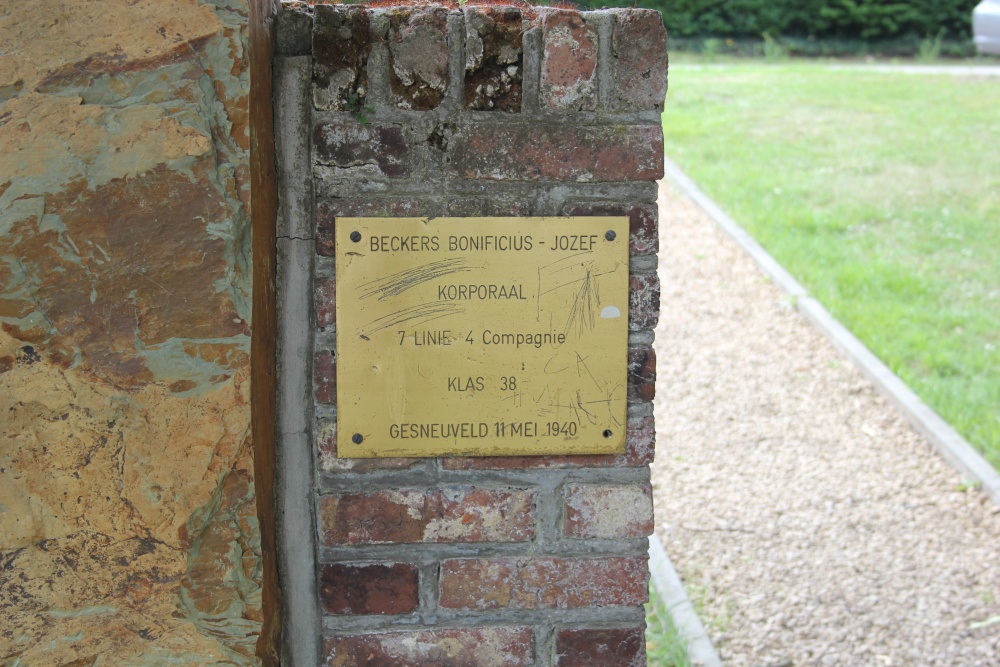 BECKERS BONIFICIUS - JOZEF
KORPORAAL
7 LINIE 4 Compagnie
KLAS 38
GESNEUVELD 11 MEI 1940